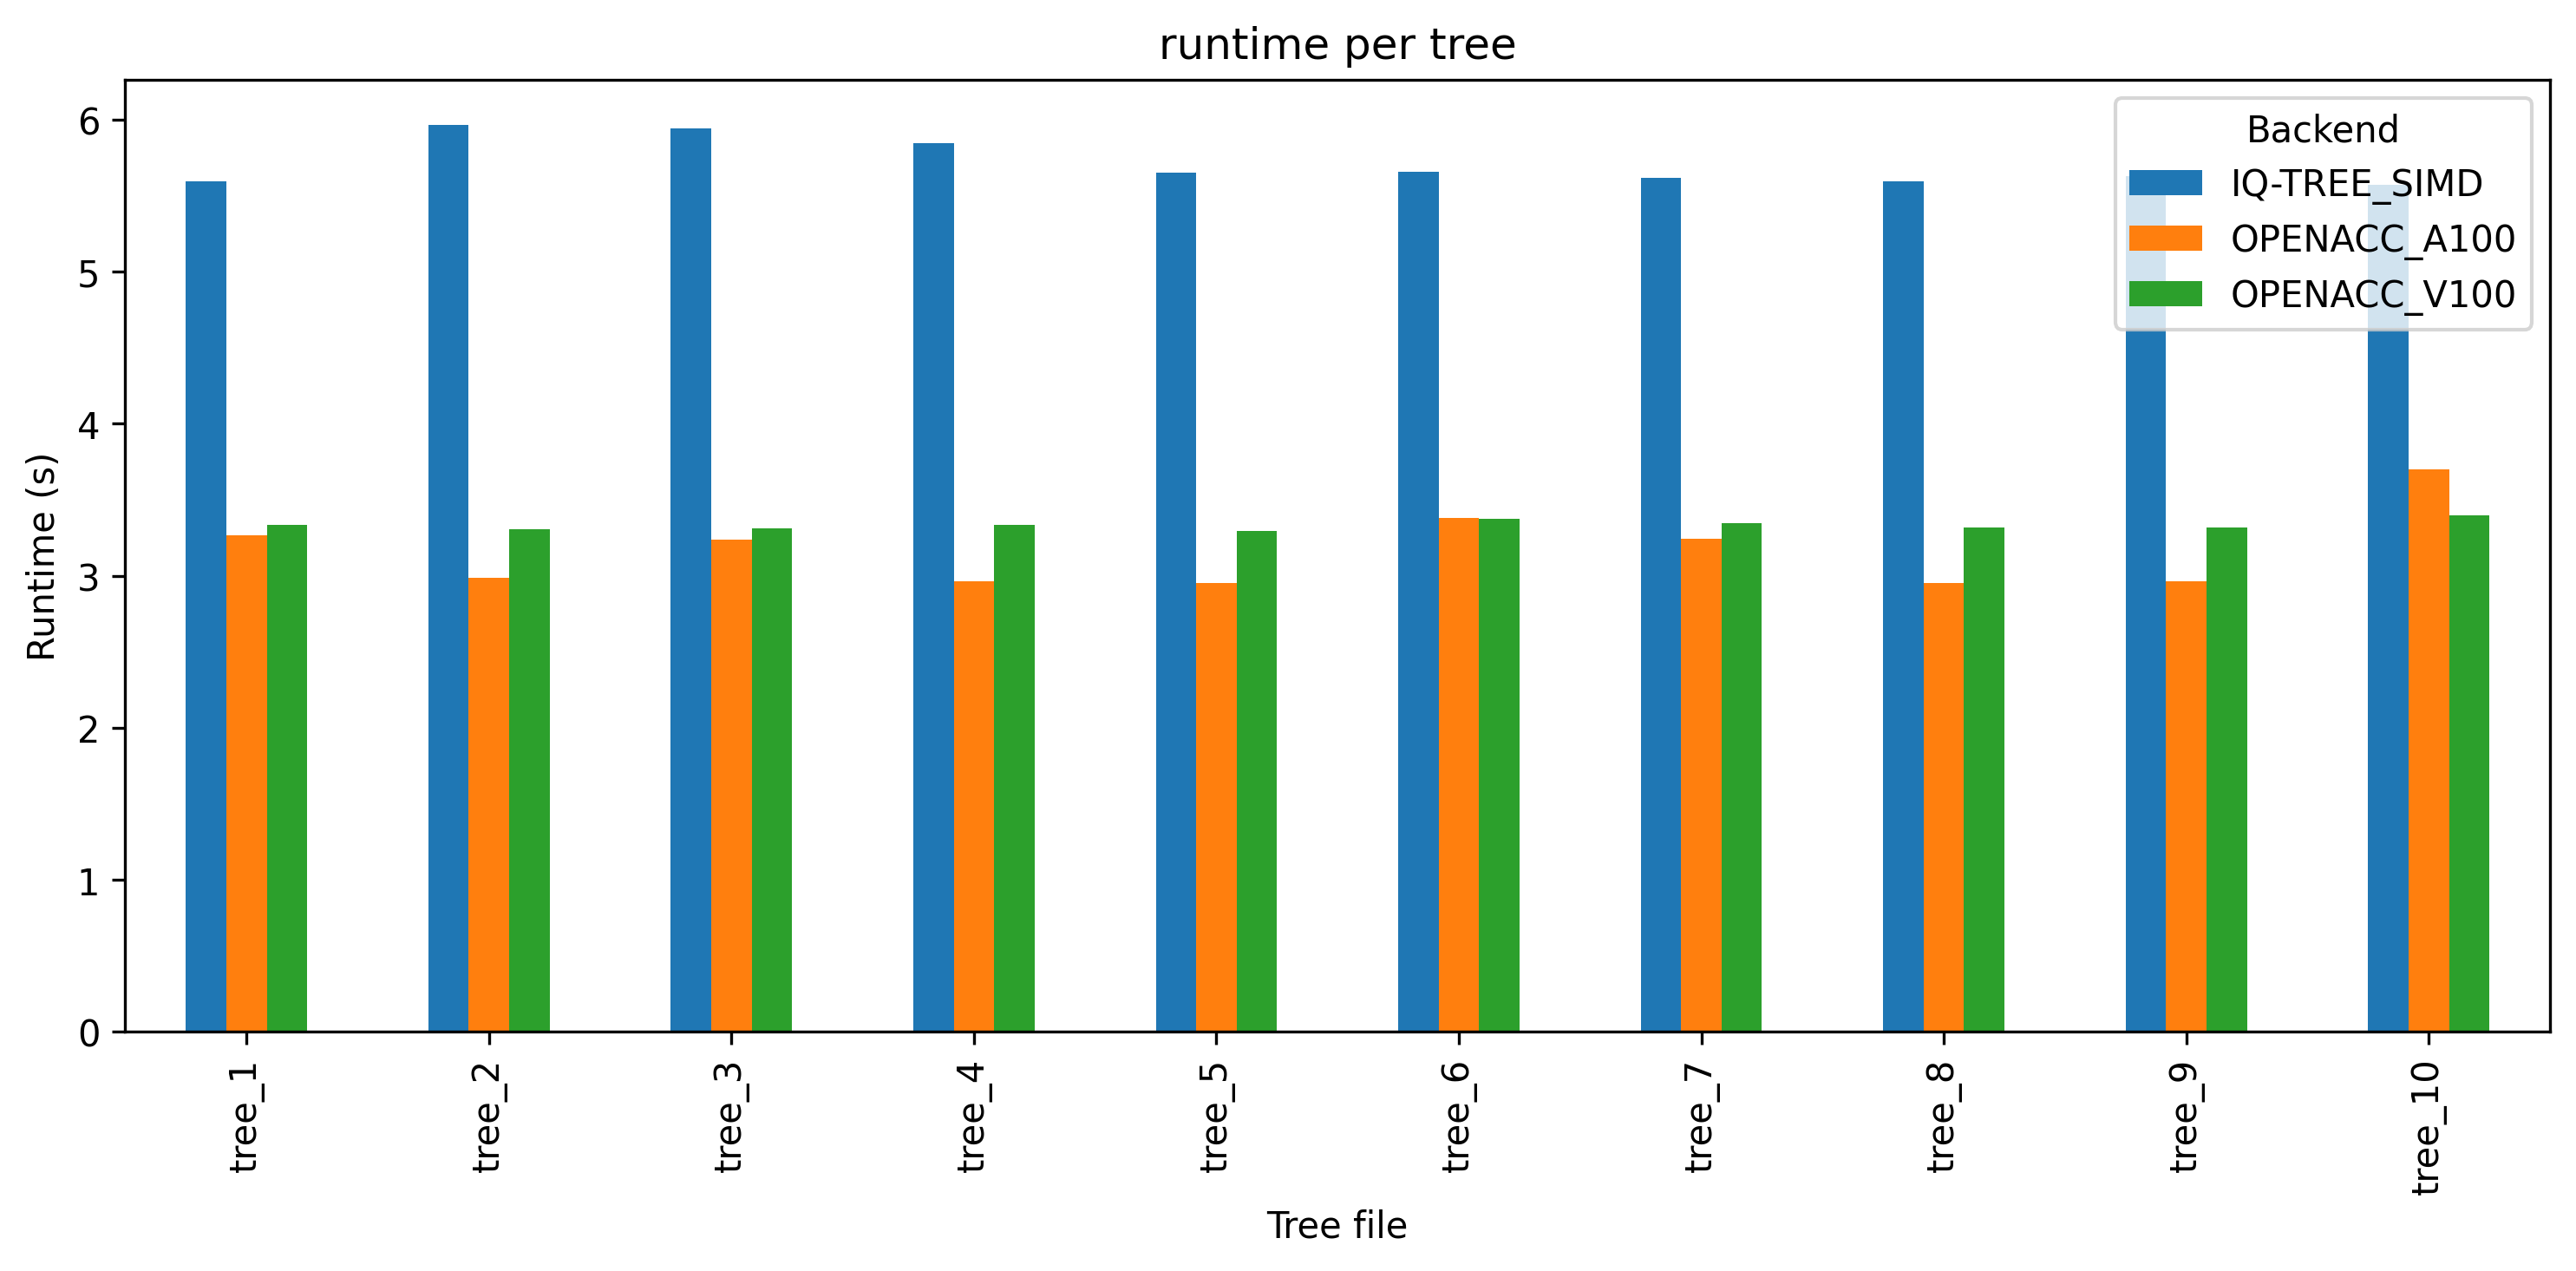 runtime per tree
Runtime (s)
6
5
4
3
2
1
0
Backend
IQ-TREE_SIMD
OPENACC_A100
OPENACC_V100
tree_1
tree_2
tree_3
tree_4
tree_5
tree_6
tree_7
tree_8
tree_9
tree_10
Tree file